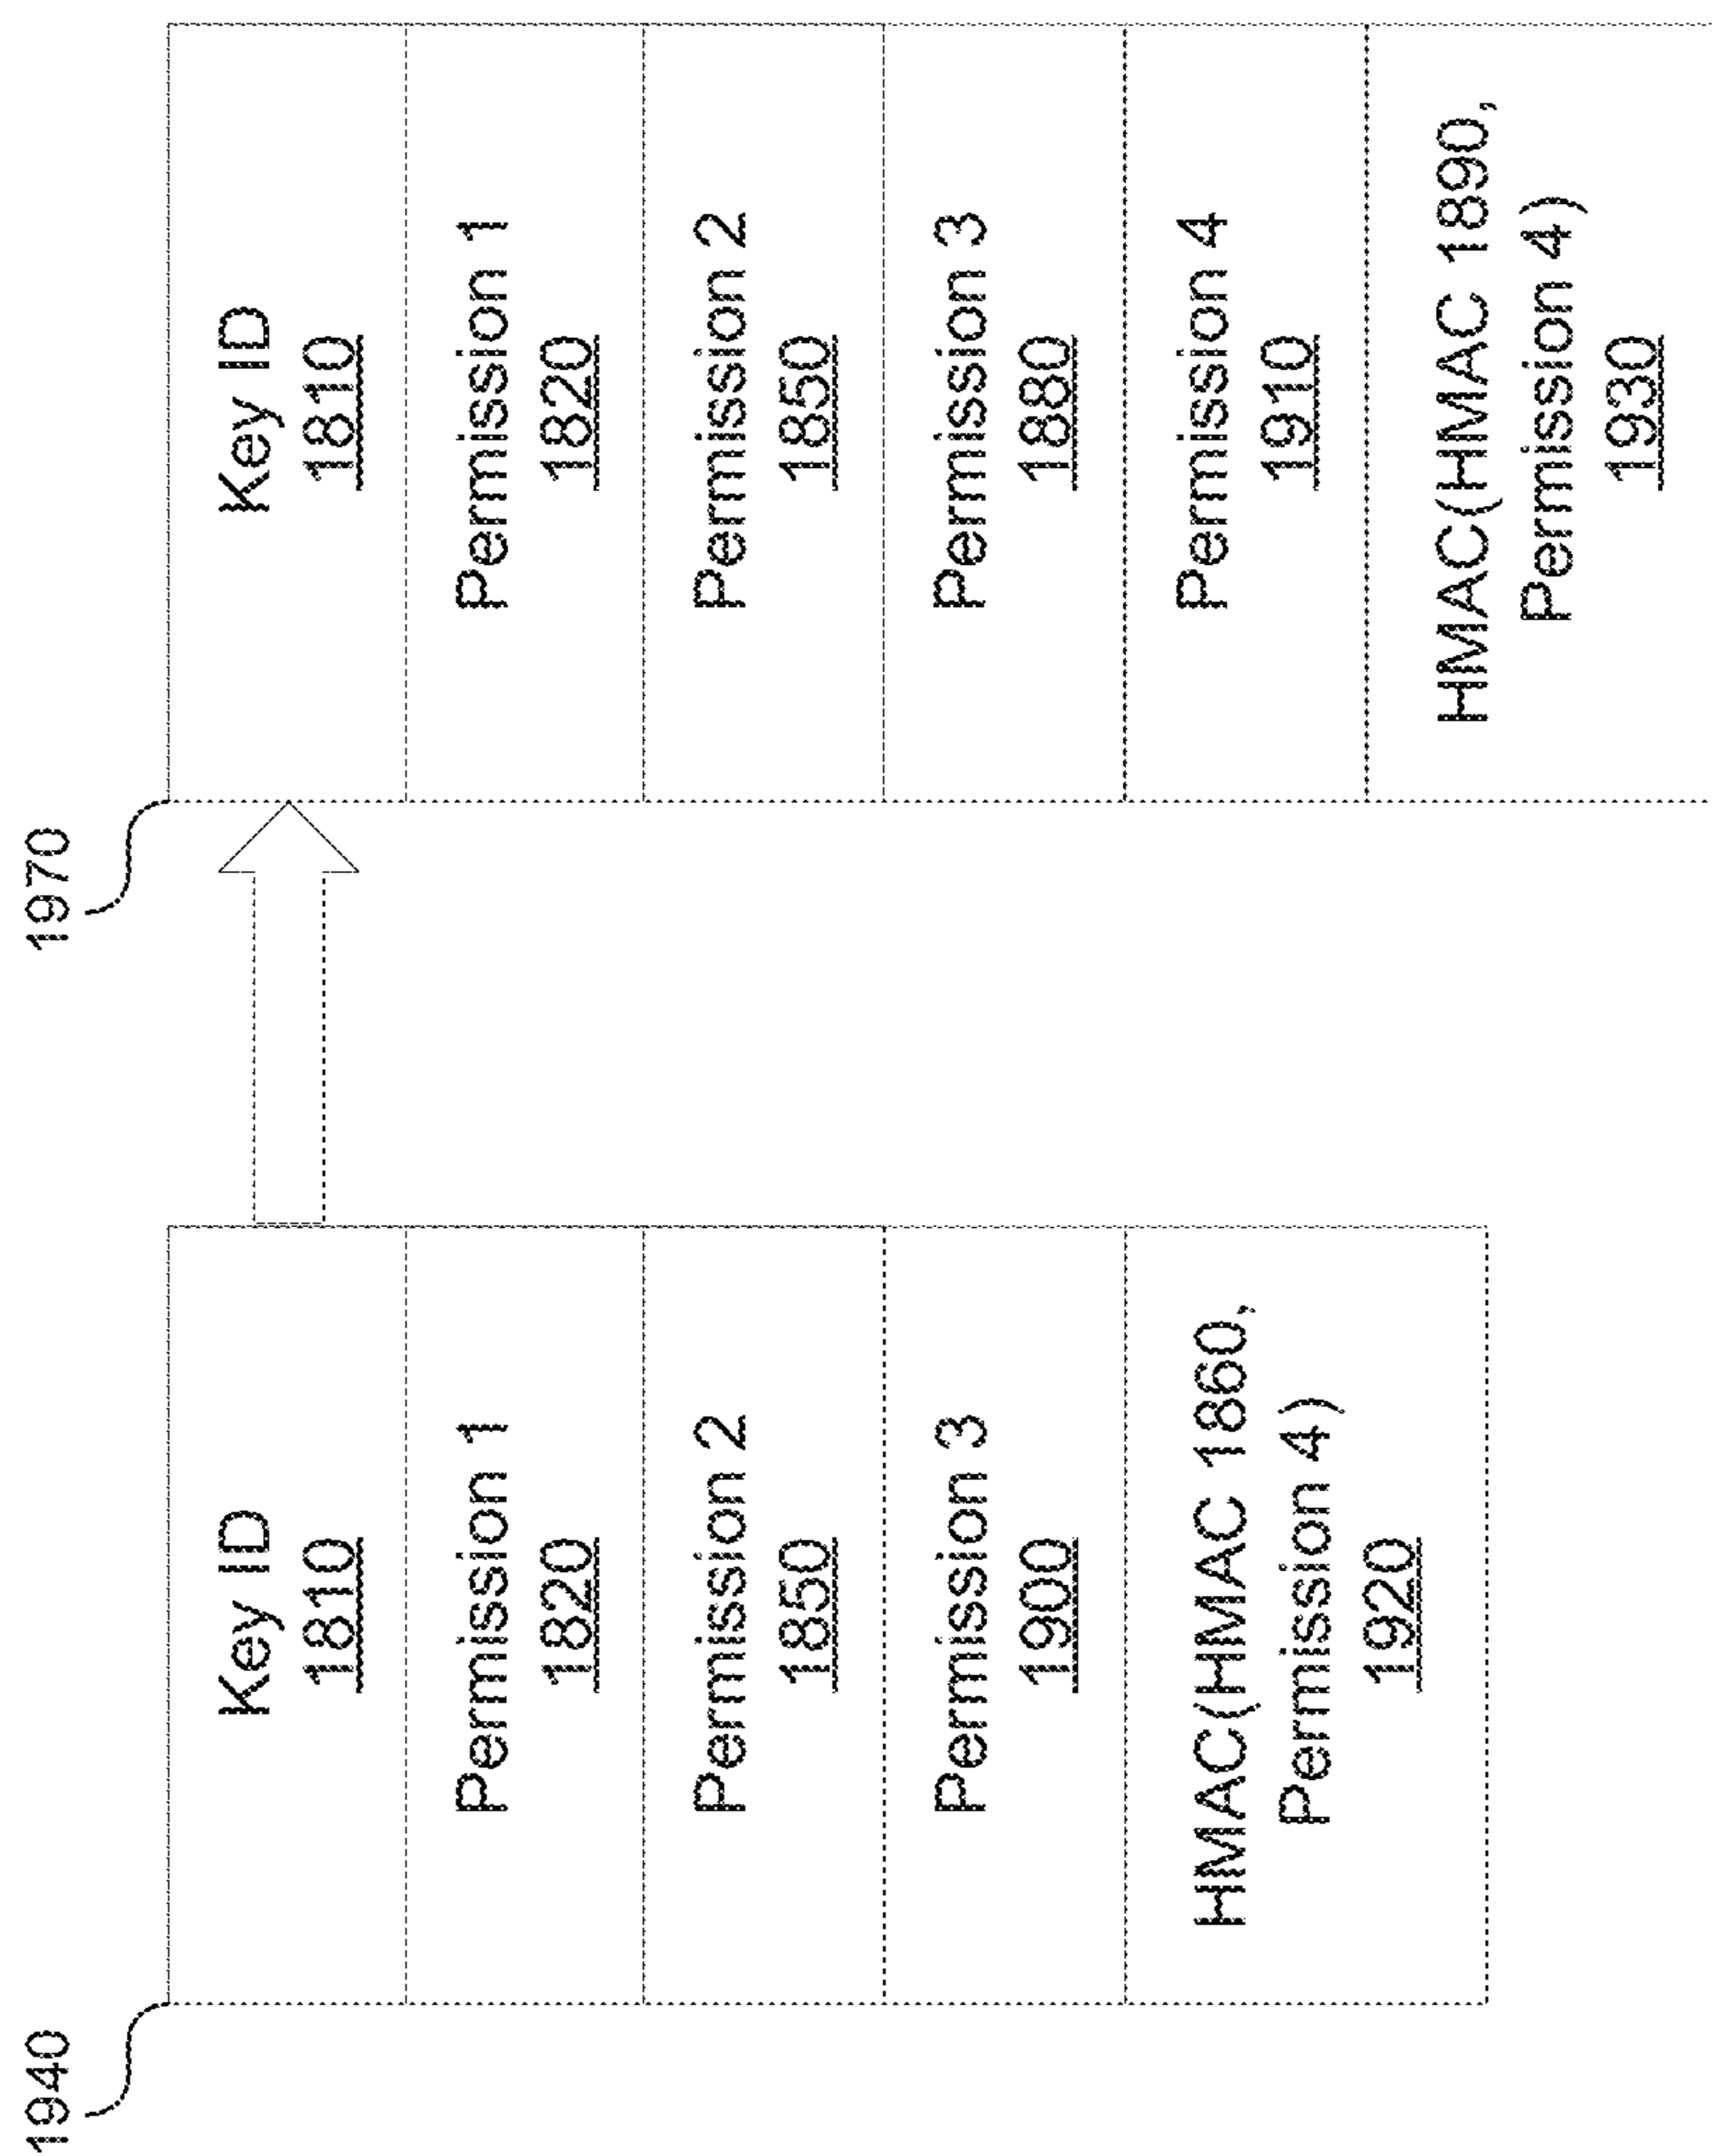 1940
Key ID
1810
Permission 1
1820
Permission 2
1850
Permission 3
1900
HMAC(HMAC 1860,
Permission 4)
1920
1970
Key ID
1810
Permission 1
1820
Permission 2
1850
Permission 3
1880
Permission 4
1910
HMAC(HMAC 1890,
Permission 4)
1930